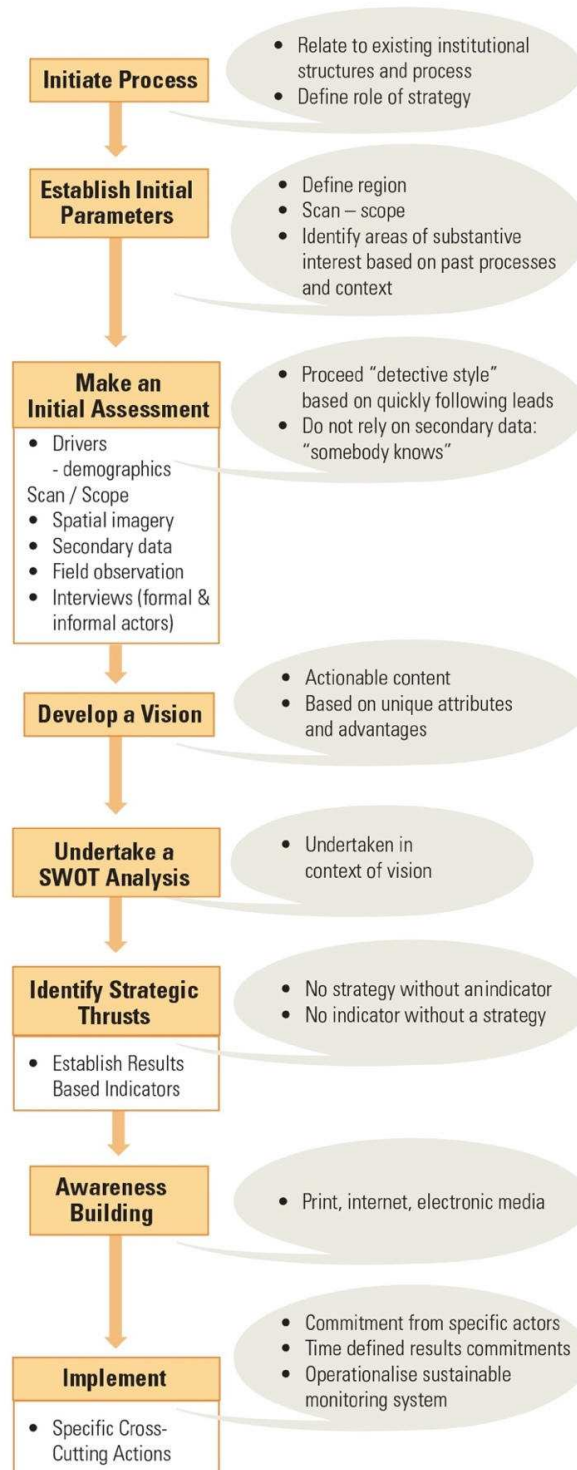 Initiate Process
• Relate to existing institutional
structures and process
• Define role of strategy
Establish Initial
Parameters
• Define region
• Scan – scope
• Identify areas of substantive
interest based on past processes
and context
Make an
Initial Assessment
• Drivers
- demographics
Scan / Scope
• Spatial imagery
• Secondary data
• Field observation
• Interviews (formal &
informal actors)
• Proceed “detective style”
based on quickly following leads
• Do not rely on secondary data:
“somebody knows”
Develop a Vision
• Actionable content
• Based on unique attributes
and advantages
Undertake a
SWOT Analysis
• Undertaken in
context of vision
Identify Strategic
Thrusts
• Establish Results
Based Indicators
• No strategy without anindicator
• No indicator without a strategy
Awareness
Building
• Print, internet, electronic media
Implement
• Specific Cross-
Cutting Actions
• Commitment from specific actors
• Time defined results commitments
• Operationalise sustainable
monitoring system